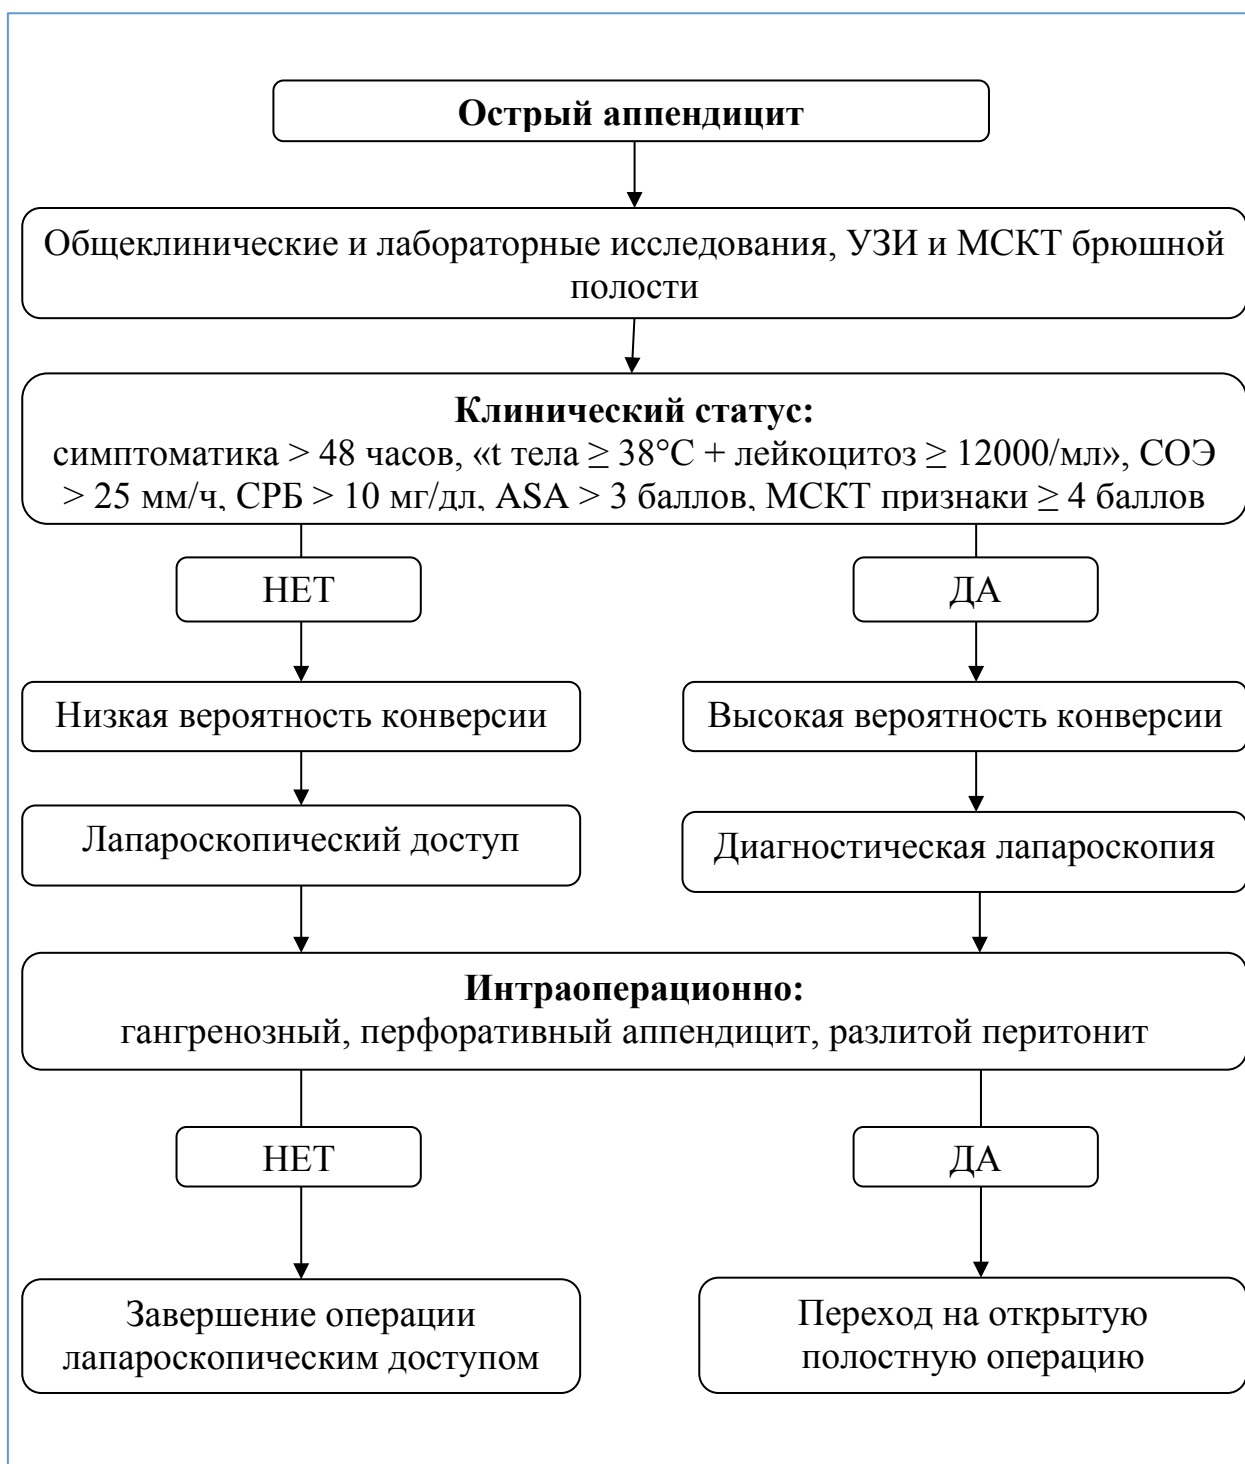 Острый аппендицит
Общеклинические и лабораторные исследования, УЗИ и МСКТ брюшной
полости
Клинический статус:
симптоматика > 48 часов, «t тела ≥ 38°C + лейкоцитоз ≥ 12000/мл», СОЭ
> 25 мм/ч, СРБ > 10 мг/дл, ASA > 3 баллов, МСКТ признаки ≥ 4 баллов
НЕТ
ДА
Низкая вероятность конверсии
Высокая вероятность конверсии
Лапароскопический доступ
Диагностическая лапароскопия
Интраоперационно:
гангренозный, перфоративный аппендицит, разлитой перитонит
НЕТ
ДА
Завершение операции
лапароскопическим доступом
Переход на открытую
полостную операцию